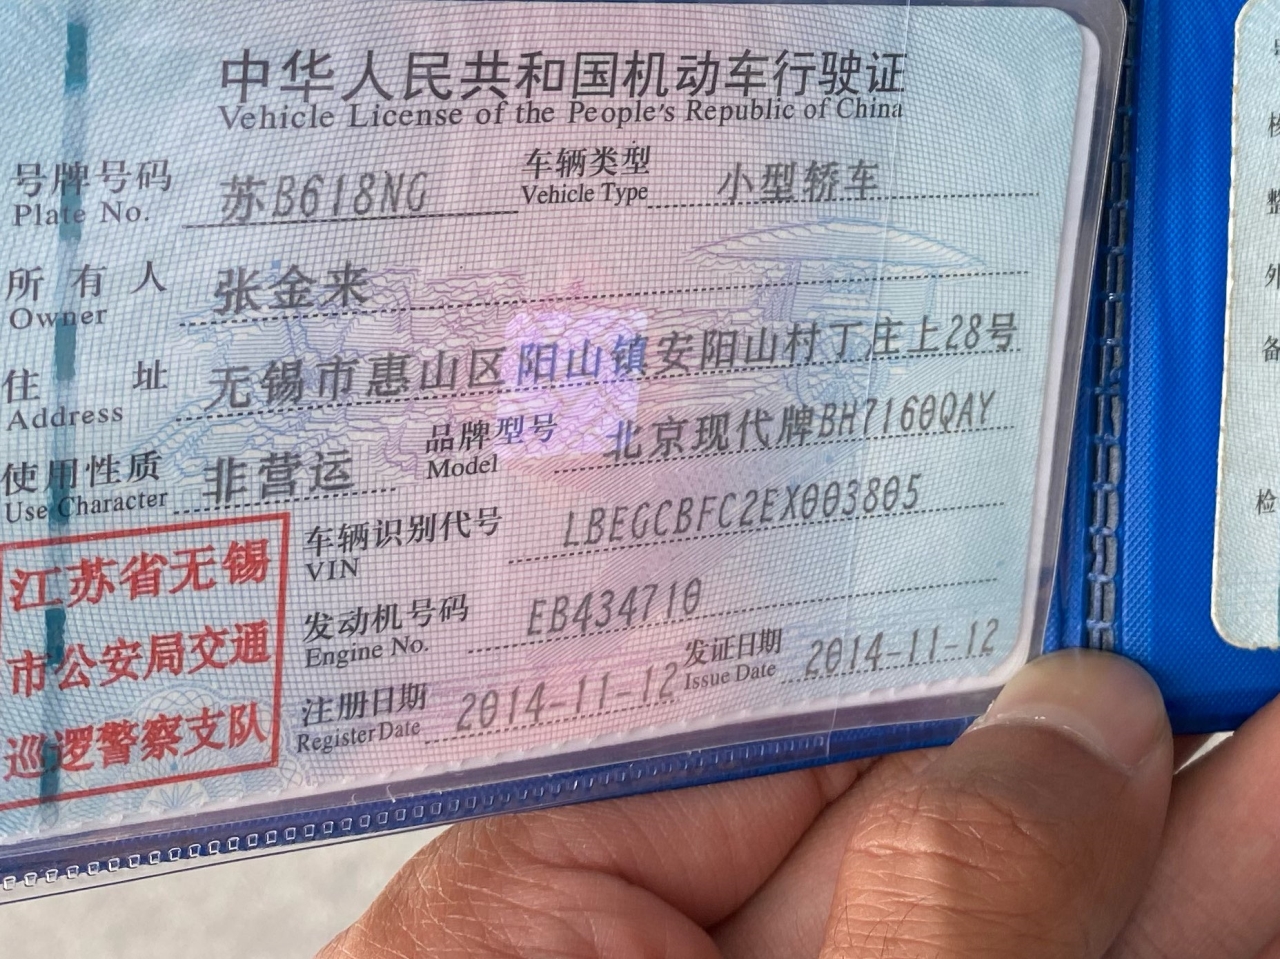 中华人民共和国机动车行驶证
Vehicle License of the People's Republic of China
号牌号码 苏B618NG 车辆类型 小型轿车
Plate No. Vehicle Type
所有人 张金来
Owner
住址 无锡市惠山区阳山镇安阳山村丁庄上28号
Address
使用性质 非营运 品牌型号 北京现代牌BH7160QAY
Use Character Model
车辆识别代号 LBEGCBFC2EX003805
VIN
发动机号码 EB434710
Engine No.
注册日期 2014-11-12 发证日期 2014-11-12
Register Date Issue Date
江苏省无锡
市公安局交通
巡逻警察支队
整
外
备
检